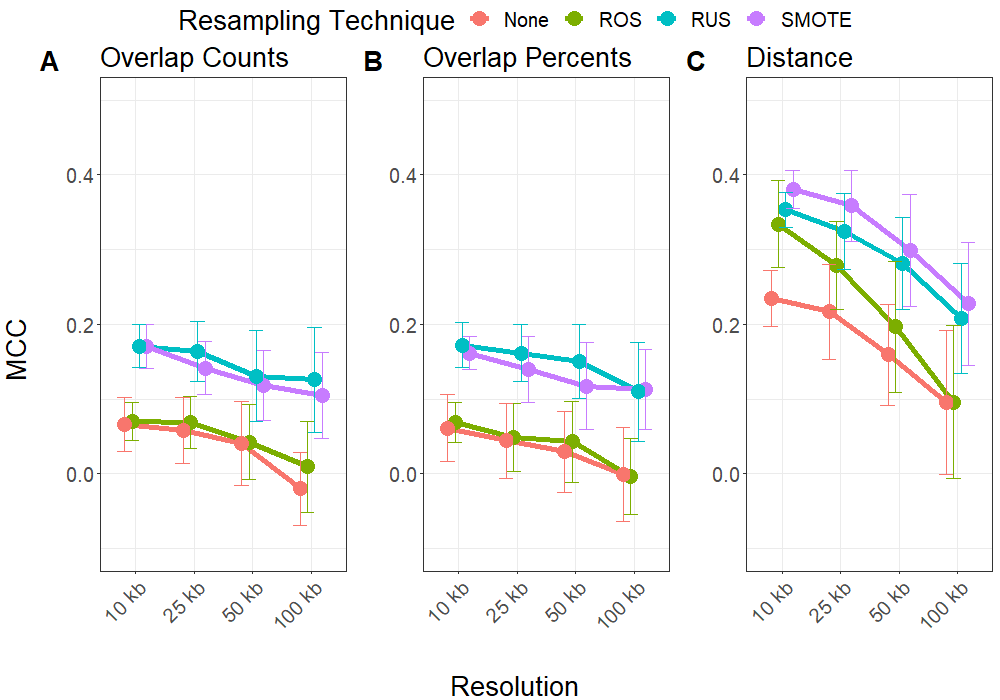 Resampling Technique None ROS RUS SMOTE
A Overlap Counts
B Overlap Percents
C Distance
MCC
0.4
0.2
0.0
10 kb 25 kb 50 kb 100 kb
0.4
0.2
0.0
10 kb 25 kb 50 kb 100 kb
0.4
0.2
0.0
10 kb 25 kb 50 kb 100 kb
Resolution